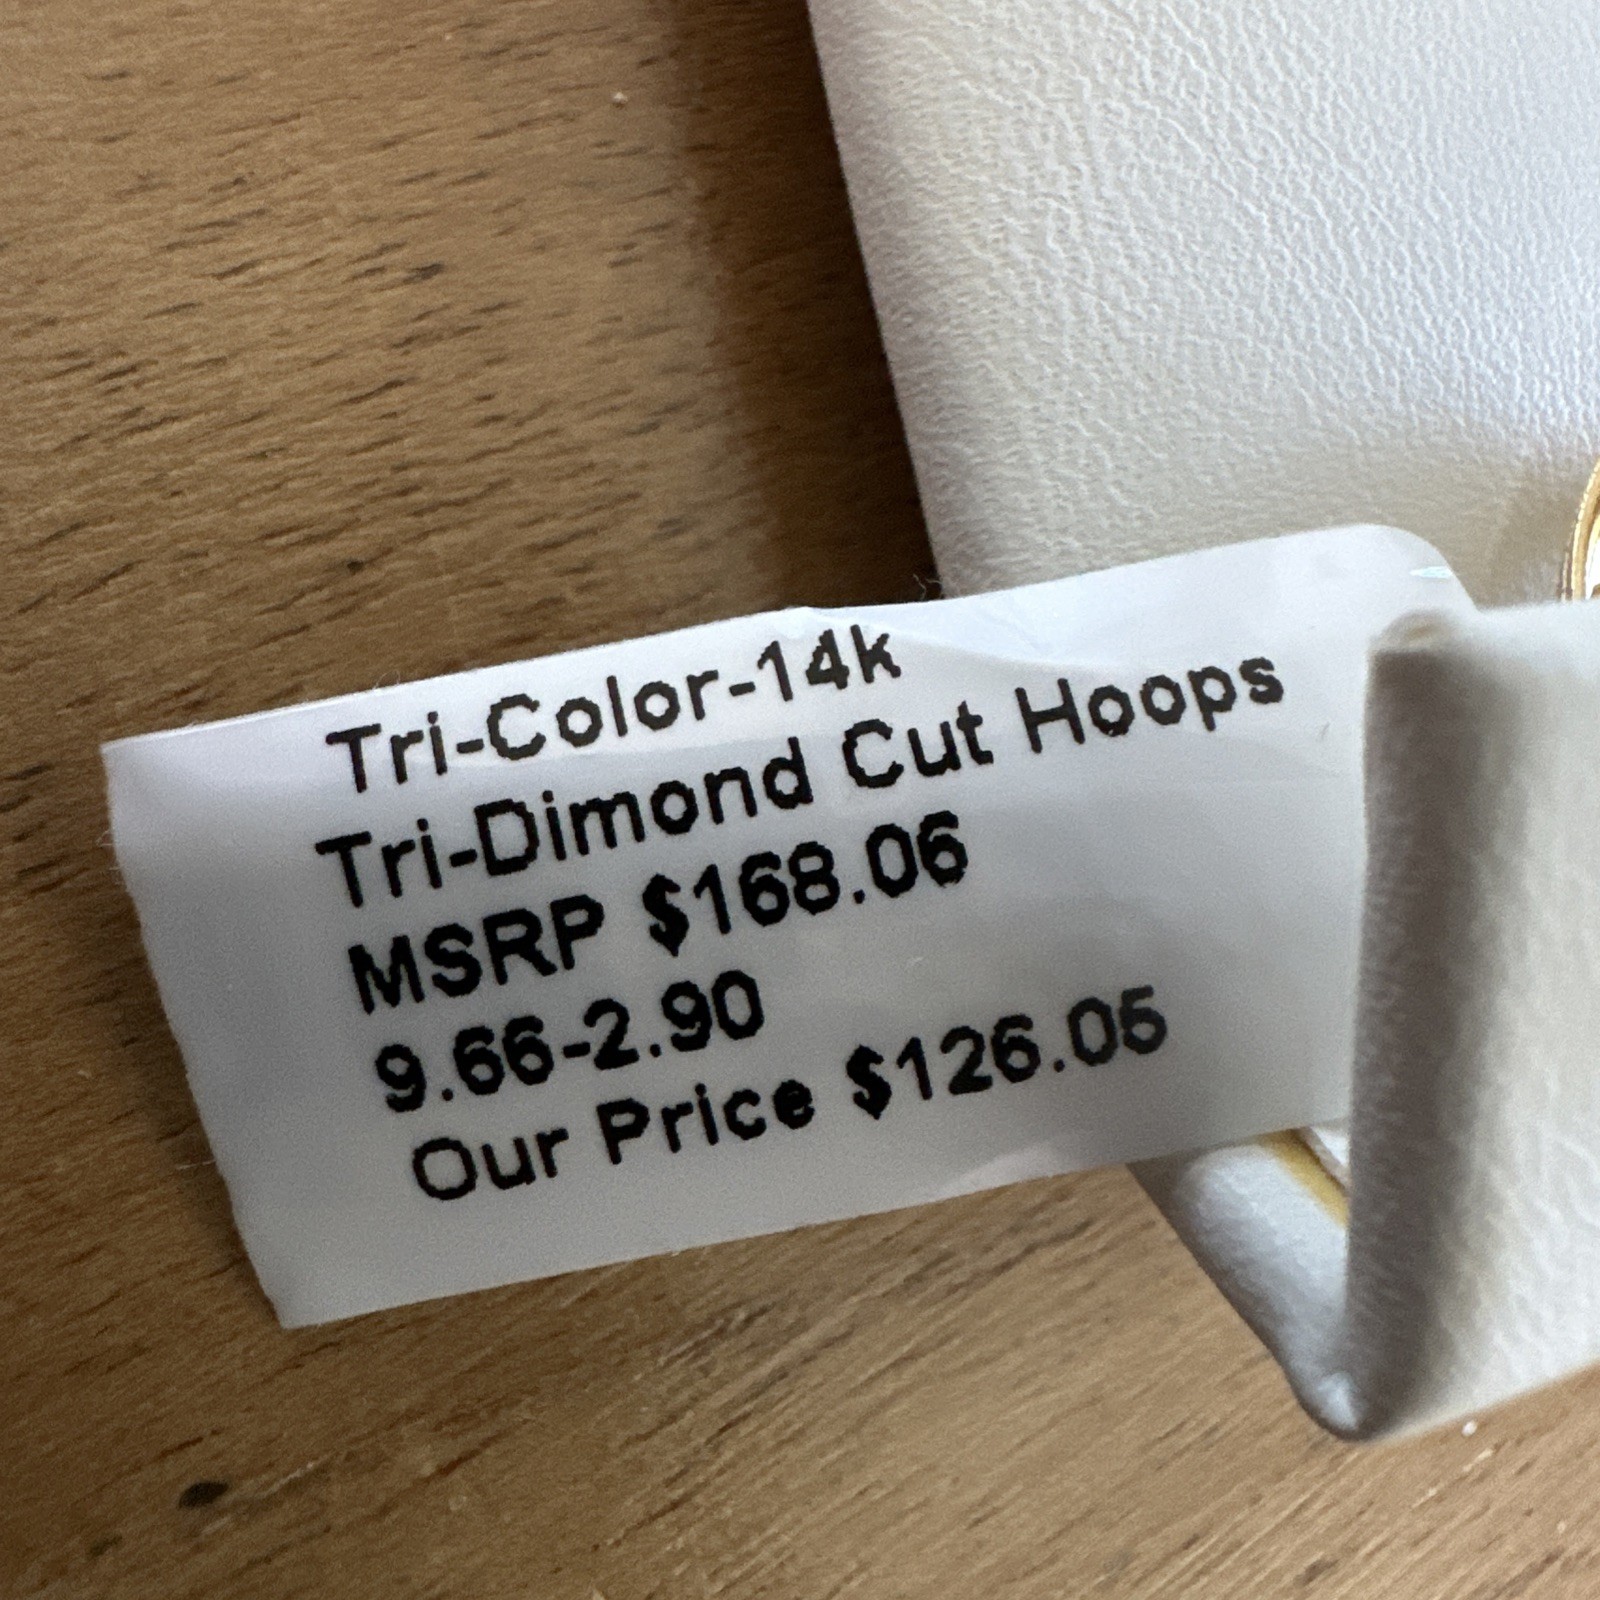 Tri-Color-14k
Tri-Dimond Cut Hoops
MSRP $168.06
9.66-2.90
Our Price $126.05